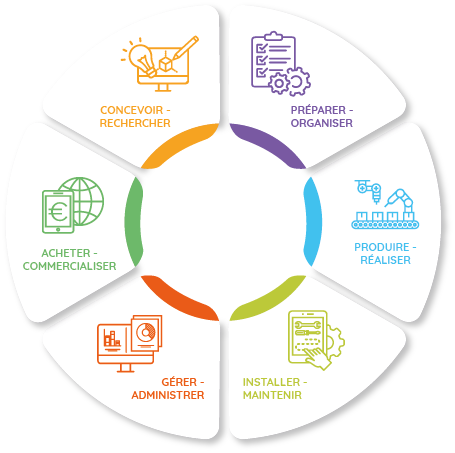 CONCEVOIR -
RECHERCHER
PRÉPARER -
ORGANISER
PRODUIRE -
RÉALISER
INSTALLER -
MAINTENIR
GÉRER -
ADMINISTRER
ACHETER -
COMMERCIALISER
€